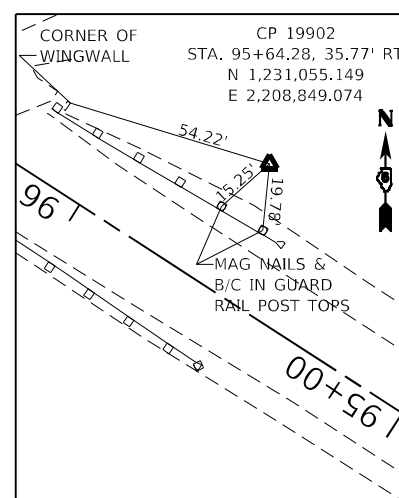 CORNER OF
WINGWALL
CP 19902
STA. 95+64.28, 35.77' RT
N 1,231,055.149
E 2,208,849.074
N
54.22'
15.25'
19.78'
96
MAG NAILS &
B/C IN GUARD
RAIL POST TOPS
95+00